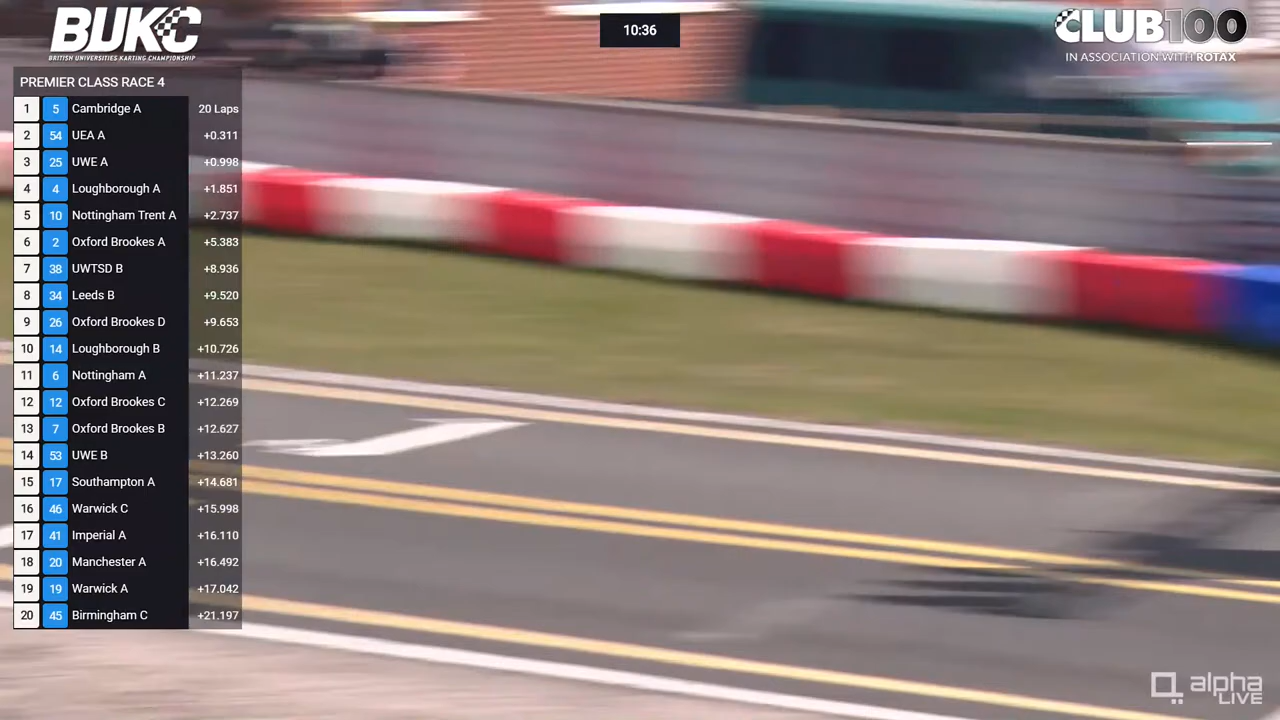 BUKC
BRITISH UNIVERSITIES KARTING CHAMPIONSHIP
10:36
CLUB100
IN ASSOCIATION WITH ROTAX
PREMIER CLASS RACE 4
1 5 Cambridge A 20 Laps
2 54 UEA A +0.311
3 25 UWE A +0.998
4 4 Loughborough A +1.851
5 10 Nottingham Trent A +2.737
6 2 Oxford Brookes A +5.383
7 38 UWTSD B +8.936
8 34 Leeds B +9.520
9 26 Oxford Brookes D +9.653
10 14 Loughborough B +10.726
11 6 Nottingham A +11.237
12 12 Oxford Brookes C +12.269
13 7 Oxford Brookes B +12.627
14 53 UWE B +13.260
15 17 Southampton A +14.681
16 46 Warwick C +15.998
17 41 Imperial A +16.110
18 20 Manchester A +16.492
19 19 Warwick A +17.042
20 45 Birmingham C +21.197
alpha
LIVE